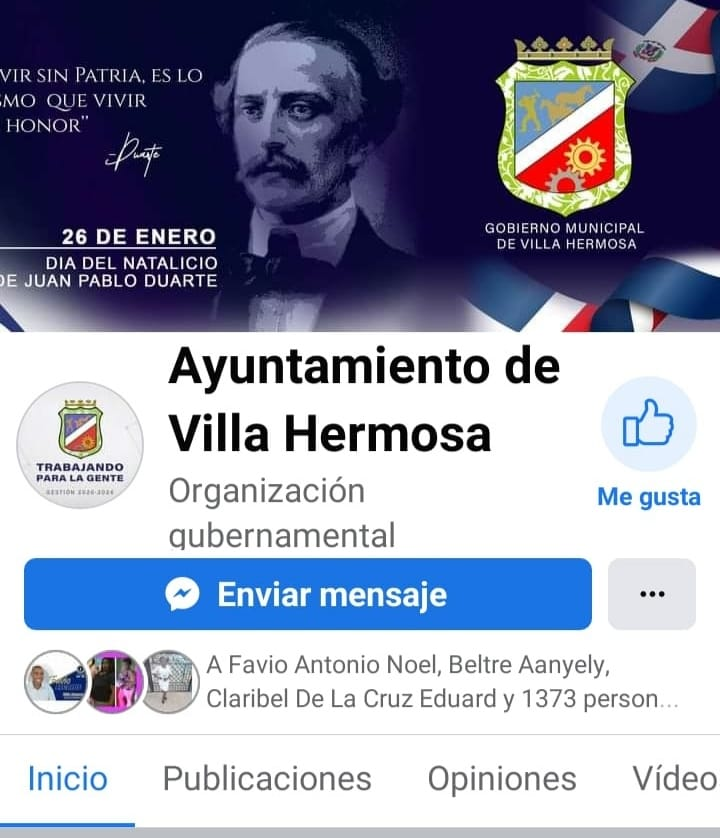 VIR SIN PATRIA, ES LO
SMO QUE VIVIR
HONOR"
Duarte
26 DE ENERO
DIA DEL NATALICIO
DE JUAN PABLO DUARTE
GOBIERNO MUNICIPAL
DE VILLA HERMOSA
Ayuntamiento de
Villa Hermosa
TRABAJANDO
PARA LA GENTE
GESTIÓN 2020-2024
Organización
gubernamental
Me gusta
Enviar mensaje
A Favio Antonio Noel, Beltre Aanyely,
Claribel De La Cruz Eduard y 1373 person...
Inicio Publicaciones Opiniones Vídeo